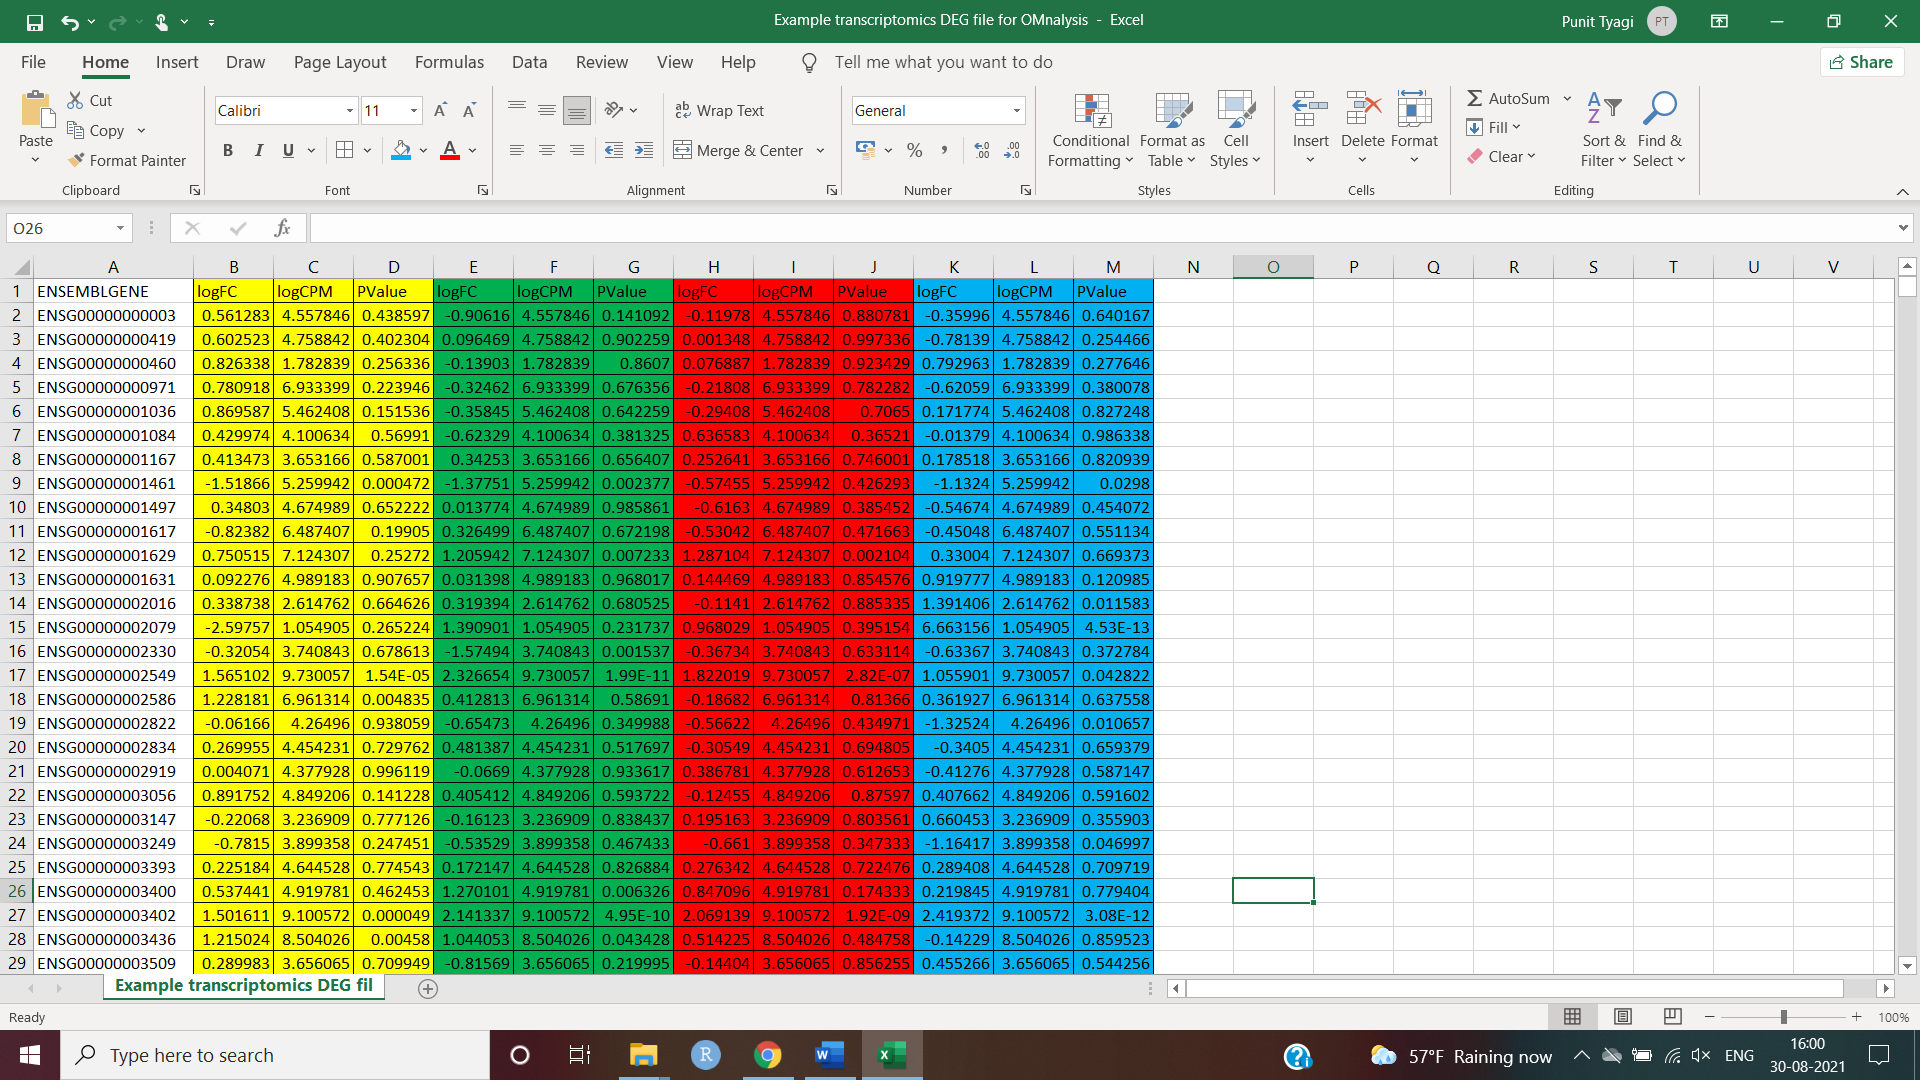 Example transcriptomics DEG file for OMnalysis - Excel
Punit Tyagi PT
File Home Insert Draw Page Layout Formulas Data Review View Help Tell me what you want to do Share
Paste
Cut
Copy
Format Painter
Clipboard
Calibri 11
B I U
Font
Wrap Text
Merge & Center
Alignment
General
Number
Conditional Formatting
Format as Table
Cell Styles
Styles
Insert Delete Format
Cells
AutoSum
Fill
Clear
Sort & Filter
Find & Select
Editing
O26 fx
A B C D E F G H I J K L M N O P Q R S T U V
1 ENSEMBLGENE logFC logCPM PValue logFC logCPM PValue logFC logCPM PValue logFC logCPM PValue
2 ENSG00000000003 0.561283 4.557846 0.438597 -0.90616 4.557846 0.141092 -0.11978 4.557846 0.880781 -0.35996 4.557846 0.640167
3 ENSG00000000419 0.602523 4.758842 0.402304 0.096469 4.758842 0.902259 0.001348 4.758842 0.997336 -0.78139 4.758842 0.254466
4 ENSG00000000460 0.826338 1.782839 0.256336 -0.13903 1.782839 0.8607 0.076887 1.782839 0.923429 0.792963 1.782839 0.277646
5 ENSG00000000971 0.780918 6.933399 0.223946 -0.32462 6.933399 0.676356 -0.21808 6.933399 0.782282 -0.62059 6.933399 0.380078
6 ENSG00000001036 0.869587 5.462408 0.151536 -0.35845 5.462408 0.642259 -0.29408 5.462408 0.7065 0.171774 5.462408 0.827248
7 ENSG00000001084 0.429974 4.100634 0.56991 -0.62329 4.100634 0.381325 0.636583 4.100634 0.36521 -0.01379 4.100634 0.986338
8 ENSG00000001167 0.413473 3.653166 0.587001 0.34253 3.653166 0.656407 0.252641 3.653166 0.746001 0.178518 3.653166 0.820939
9 ENSG00000001461 -1.51866 5.259942 0.000472 -1.37751 5.259942 0.002377 -0.57455 5.259942 0.426293 -1.1324 5.259942 0.0298
10 ENSG00000001497 0.34803 4.674989 0.652222 0.013774 4.674989 0.985861 -0.6163 4.674989 0.385452 -0.54674 4.674989 0.454072
11 ENSG00000001617 -0.82382 6.487407 0.19905 0.326499 6.487407 0.672198 -0.53042 6.487407 0.471663 -0.45048 6.487407 0.551134
12 ENSG00000001629 0.750515 7.124307 0.25272 1.205942 7.124307 0.007233 1.287104 7.124307 0.002104 0.33004 7.124307 0.669373
13 ENSG00000001631 0.092276 4.989183 0.907657 0.031398 4.989183 0.968017 0.144469 4.989183 0.854576 0.919777 4.989183 0.120985
14 ENSG00000002016 0.338738 2.614762 0.664626 0.319394 2.614762 0.680525 -0.1141 2.614762 0.885335 1.391406 2.614762 0.011583
15 ENSG00000002079 -2.59757 1.054905 0.265224 1.390901 1.054905 0.231737 0.968029 1.054905 0.395154 6.663156 1.054905 4.53E-13
16 ENSG00000002330 -0.32054 3.740843 0.678613 -1.57494 3.740843 0.001537 -0.36734 3.740843 0.633114 -0.63367 3.740843 0.372784
17 ENSG00000002549 1.565102 9.730057 1.54E-05 2.326654 9.730057 1.99E-11 1.822019 9.730057 2.82E-07 1.055901 9.730057 0.042822
18 ENSG00000002586 1.228181 6.961314 0.004835 0.412813 6.961314 0.58691 -0.18682 6.961314 0.81366 0.361927 6.961314 0.637558
19 ENSG00000002822 -0.06166 4.26496 0.938059 -0.65473 4.26496 0.349988 -0.56622 4.26496 0.434971 -1.32524 4.26496 0.010657
20 ENSG00000002834 0.269955 4.454231 0.729762 0.481387 4.454231 0.517697 -0.30549 4.454231 0.694805 -0.3405 4.454231 0.659379
21 ENSG00000002919 0.004071 4.377928 0.996119 -0.0669 4.377928 0.933617 0.386781 4.377928 0.612653 -0.41276 4.377928 0.587147
22 ENSG00000003056 0.891752 4.849206 0.141228 0.405412 4.849206 0.593722 -0.12455 4.849206 0.87597 0.407662 4.849206 0.591602
23 ENSG00000003147 -0.22068 3.236909 0.777126 -0.16123 3.236909 0.838437 0.195163 3.236909 0.803561 0.660453 3.236909 0.355903
24 ENSG00000003249 -0.7815 3.899358 0.247451 -0.53529 3.899358 0.467433 -0.661 3.899358 0.347333 -1.16417 3.899358 0.046997
25 ENSG00000003393 0.225184 4.644528 0.774543 0.172147 4.644528 0.826884 0.276342 4.644528 0.722476 0.289408 4.644528 0.709719
26 ENSG00000003400 0.537441 4.919781 0.462453 1.270101 4.919781 0.006326 0.847096 4.919781 0.174333 0.219845 4.919781 0.779404
27 ENSG00000003402 1.501611 9.100572 0.000049 2.141337 9.100572 4.95E-10 2.069139 9.100572 1.92E-09 2.419372 9.100572 3.08E-12
28 ENSG00000003436 1.215024 8.504026 0.00458 1.044053 8.504026 0.043428 0.514225 8.504026 0.484758 -0.14229 8.504026 0.859523
29 ENSG00000003509 0.289983 3.656065 0.709949 -0.81569 3.656065 0.219995 -0.14404 3.656065 0.856255 0.455266 3.656065 0.544256
Example transcriptomics DEG fil
Ready 100%
Type here to search
57°F Raining now ENG
16:00
30-08-2021